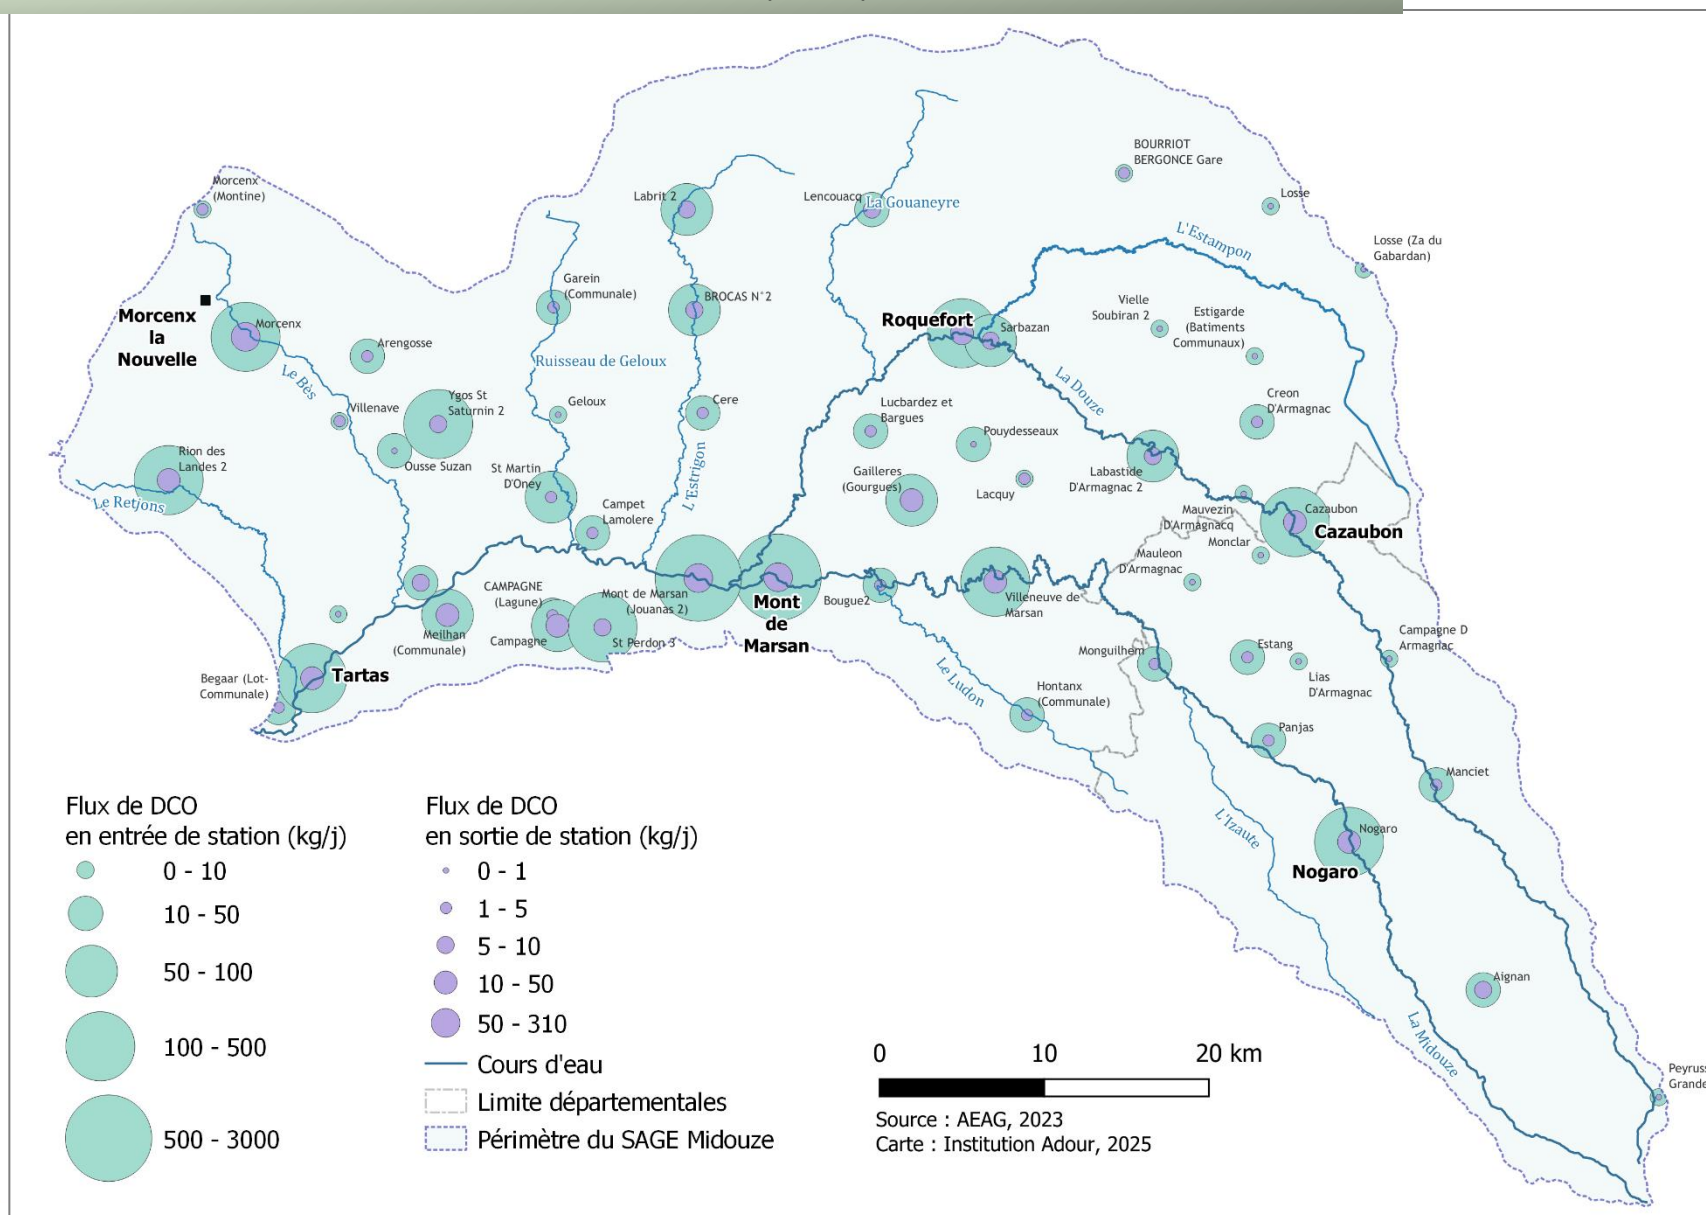 BOURRIOT
BERGONCE Gare
Morcenx
(Montine)
Labrit 2
Lencouacq
La Gouaneyre
Losse
L'Estampon
Losse (Za du
Gabardan)
Garein
(Communale)
BROCAS N°2
Vielle
Soubiran 2
Estigarde
(Batiments
Communaux)
Morcenx
la
Nouvelle
Morcenx
Roquefort
Sarbazan
Arengosse
Ruisseau de Geloux
Le Bès
La Douze
Villenave
Ygos St
Saturnin 2
Geloux
Cere
Lucbardez et
Bargues
Pouydesseaux
Creon
D'Armagnac
Rion des
Landes 2
Ousse Suzan
St Martin
D'Oney
L'Estrigon
Gailleres
(Gourgues)
Lacquy
Labastide
D'Armagnac 2
Le Retjons
Campet
Lamolere
Mauvezin
D'Armagnacq
Cazaubon
Cazaubon
Monclar
Mauleon
D'Armagnac
CAMPAGNE
(Lagune)
Mont de Marsan
(Jouanas 2)
Bougue2
Villeneuve de
Marsan
Mont
de
Marsan
Meilhan
(Communale)
Campagne
St Perdon 3
Campagne D
Armagnac
Monguilhem
Estang
Lias
D'Armagnac
Begaar (Lot-
Communale)
Tartas
Le Ludon
Hontanx
(Communale)
Panjas
Manciet
L'Izaute
Nogaro
Nogaro
Aignan
La Midouze
Peyruss
Grande
Flux de DCO
en entrée de station (kg/j)
0 - 10
10 - 50
50 - 100
100 - 500
500 - 3000
Flux de DCO
en sortie de station (kg/j)
0 - 1
1 - 5
5 - 10
10 - 50
50 - 310
Cours d'eau
Limite départementales
Périmètre du SAGE Midouze
0 10 20 km
Source : AEAG, 2023
Carte : Institution Adour, 2025